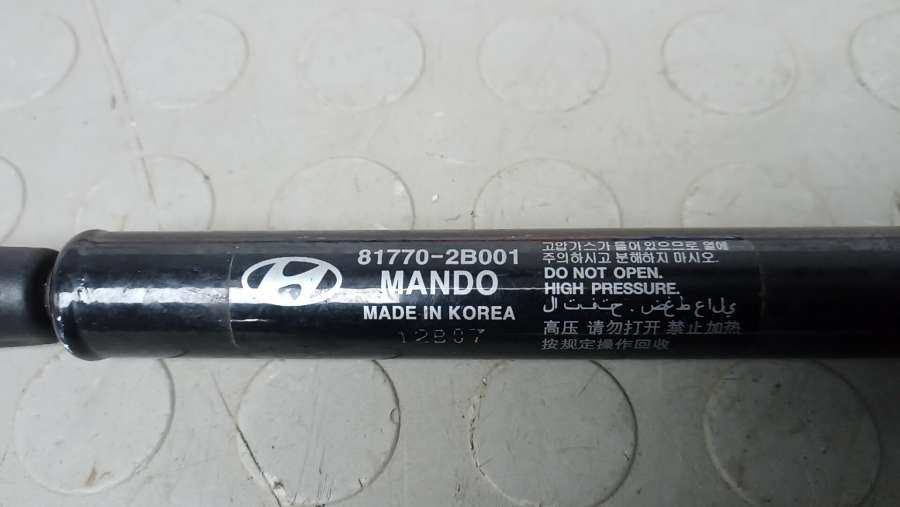 81770-2B001
MANDO
MADE IN KOREA
12B07
고압가스가 들어 있으므로 열에
주의하시고 분해하지 마시오.
DO NOT OPEN.
HIGH PRESSURE.
لا تفتح . ضغط عالي
高压 请勿打开 禁止加热
按规定操作回收